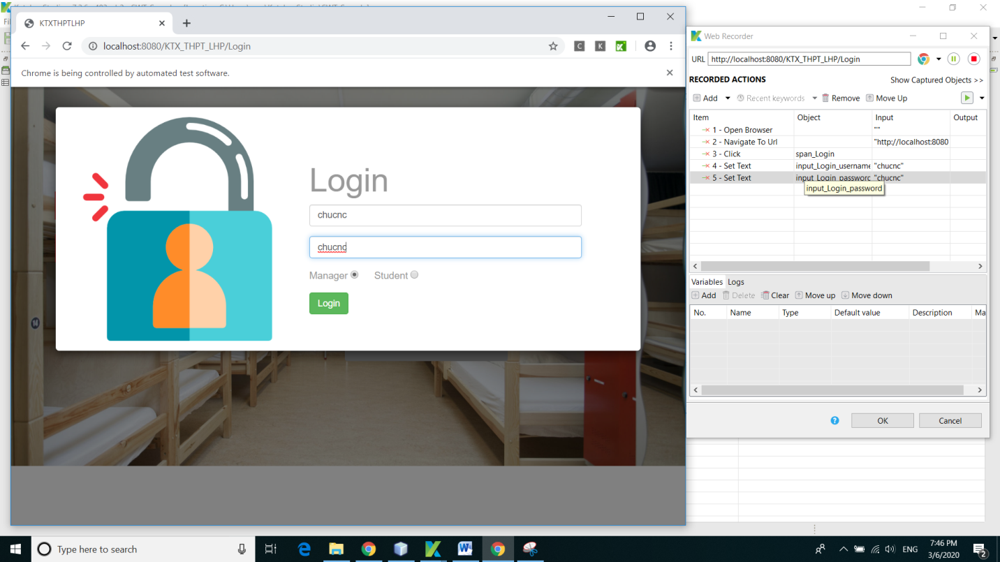 KTXTHPTLHP
localhost:8080/KTX_THPT_LHP/Login
C K
Chrome is being controlled by automated test software.
Login
chucnc
chucnc
Manager Student
Login
Web Recorder
URL http://localhost:8080/KTX_THPT_LHP/Login
RECORDED ACTIONS Show Captured Objects >>
Add Recent keywords Remove Move Up
Item Object Input Output
1 - Open Browser ""
2 - Navigate To Url "http://localhost:8080
3 - Click span_Login
4 - Set Text input_Login_username "chucnc"
5 - Set Text input_Login_password "chucnc"
input_Login_password
Variables Logs
Add Delete Clear Move up Move down
No. Name Type Default value Description Ma
OK Cancel
Type here to search
ENG
7:46 PM
3/6/2020
2